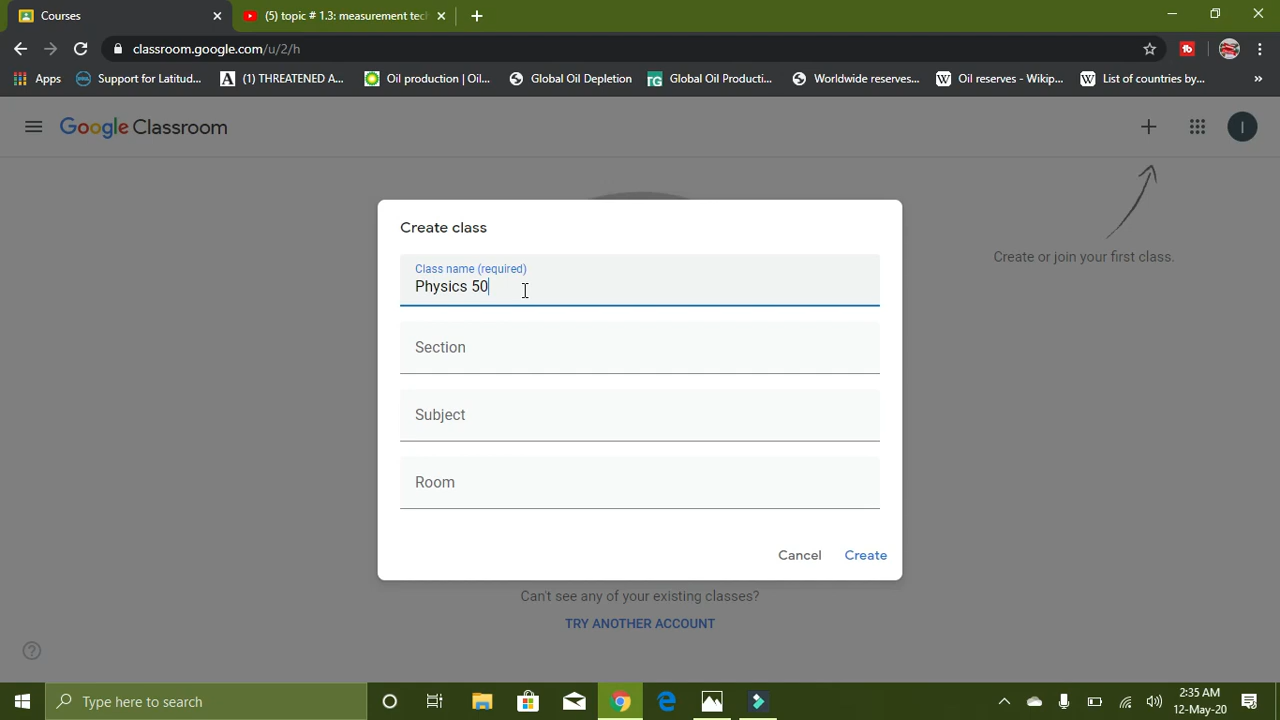 Courses
(5) topic # 1.3: measurement tec
classroom.google.com/u/2/h
Apps
Support for Latitud...
(1) THREATENED A...
Oil production | Oil...
Global Oil Depletion
Global Oil Producti...
Worldwide reserves...
Oil reserves - Wikip...
List of countries by...
»
Google Classroom
I
Create or join your first class.
Create class
Class name (required)
Physics 50
Section
Subject
Room
Cancel
Create
Can't see any of your existing classes?
TRY ANOTHER ACCOUNT
Type here to search
2:35 AM
12-May-20